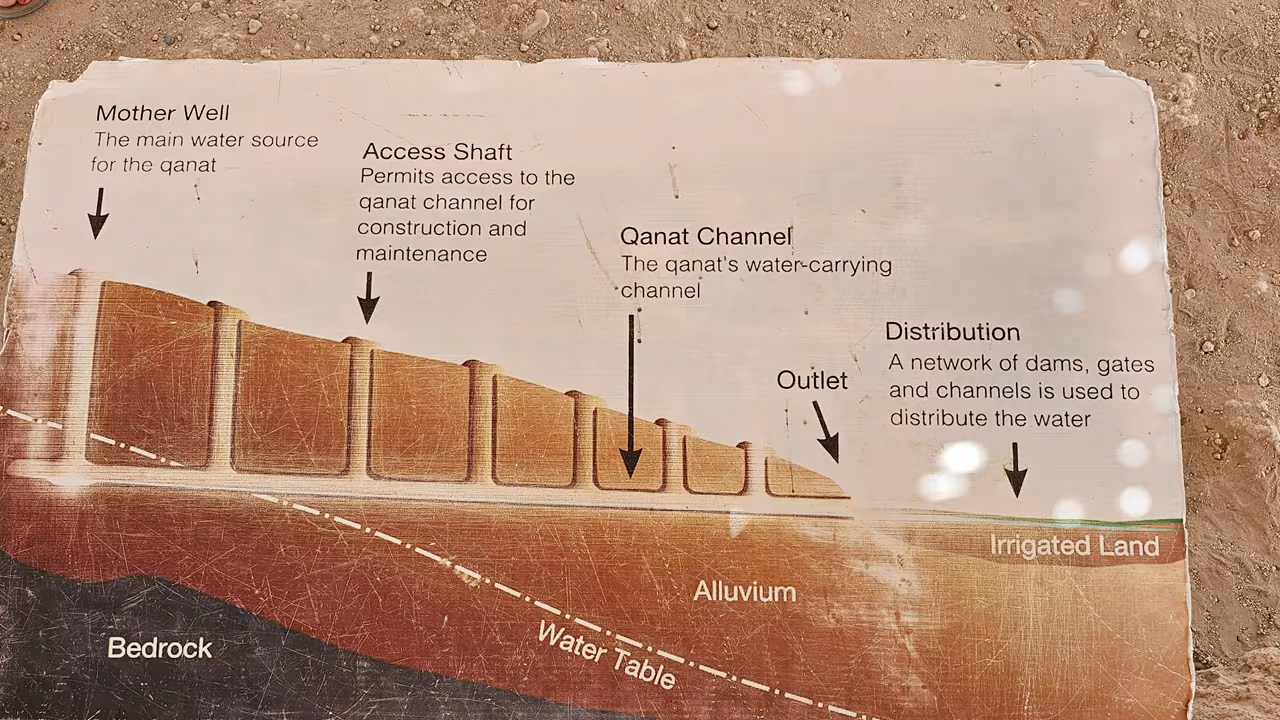 Mother Well
The main water source
for the qanat
Access Shaft
Permits access to the
qanat channel for
construction and
maintenance
Qanat Channel
The qanat's water-carrying
channel
Outlet
Distribution
A network of dams, gates
and channels is used to
distribute the water
Irrigated Land
Alluvium
Water Table
Bedrock